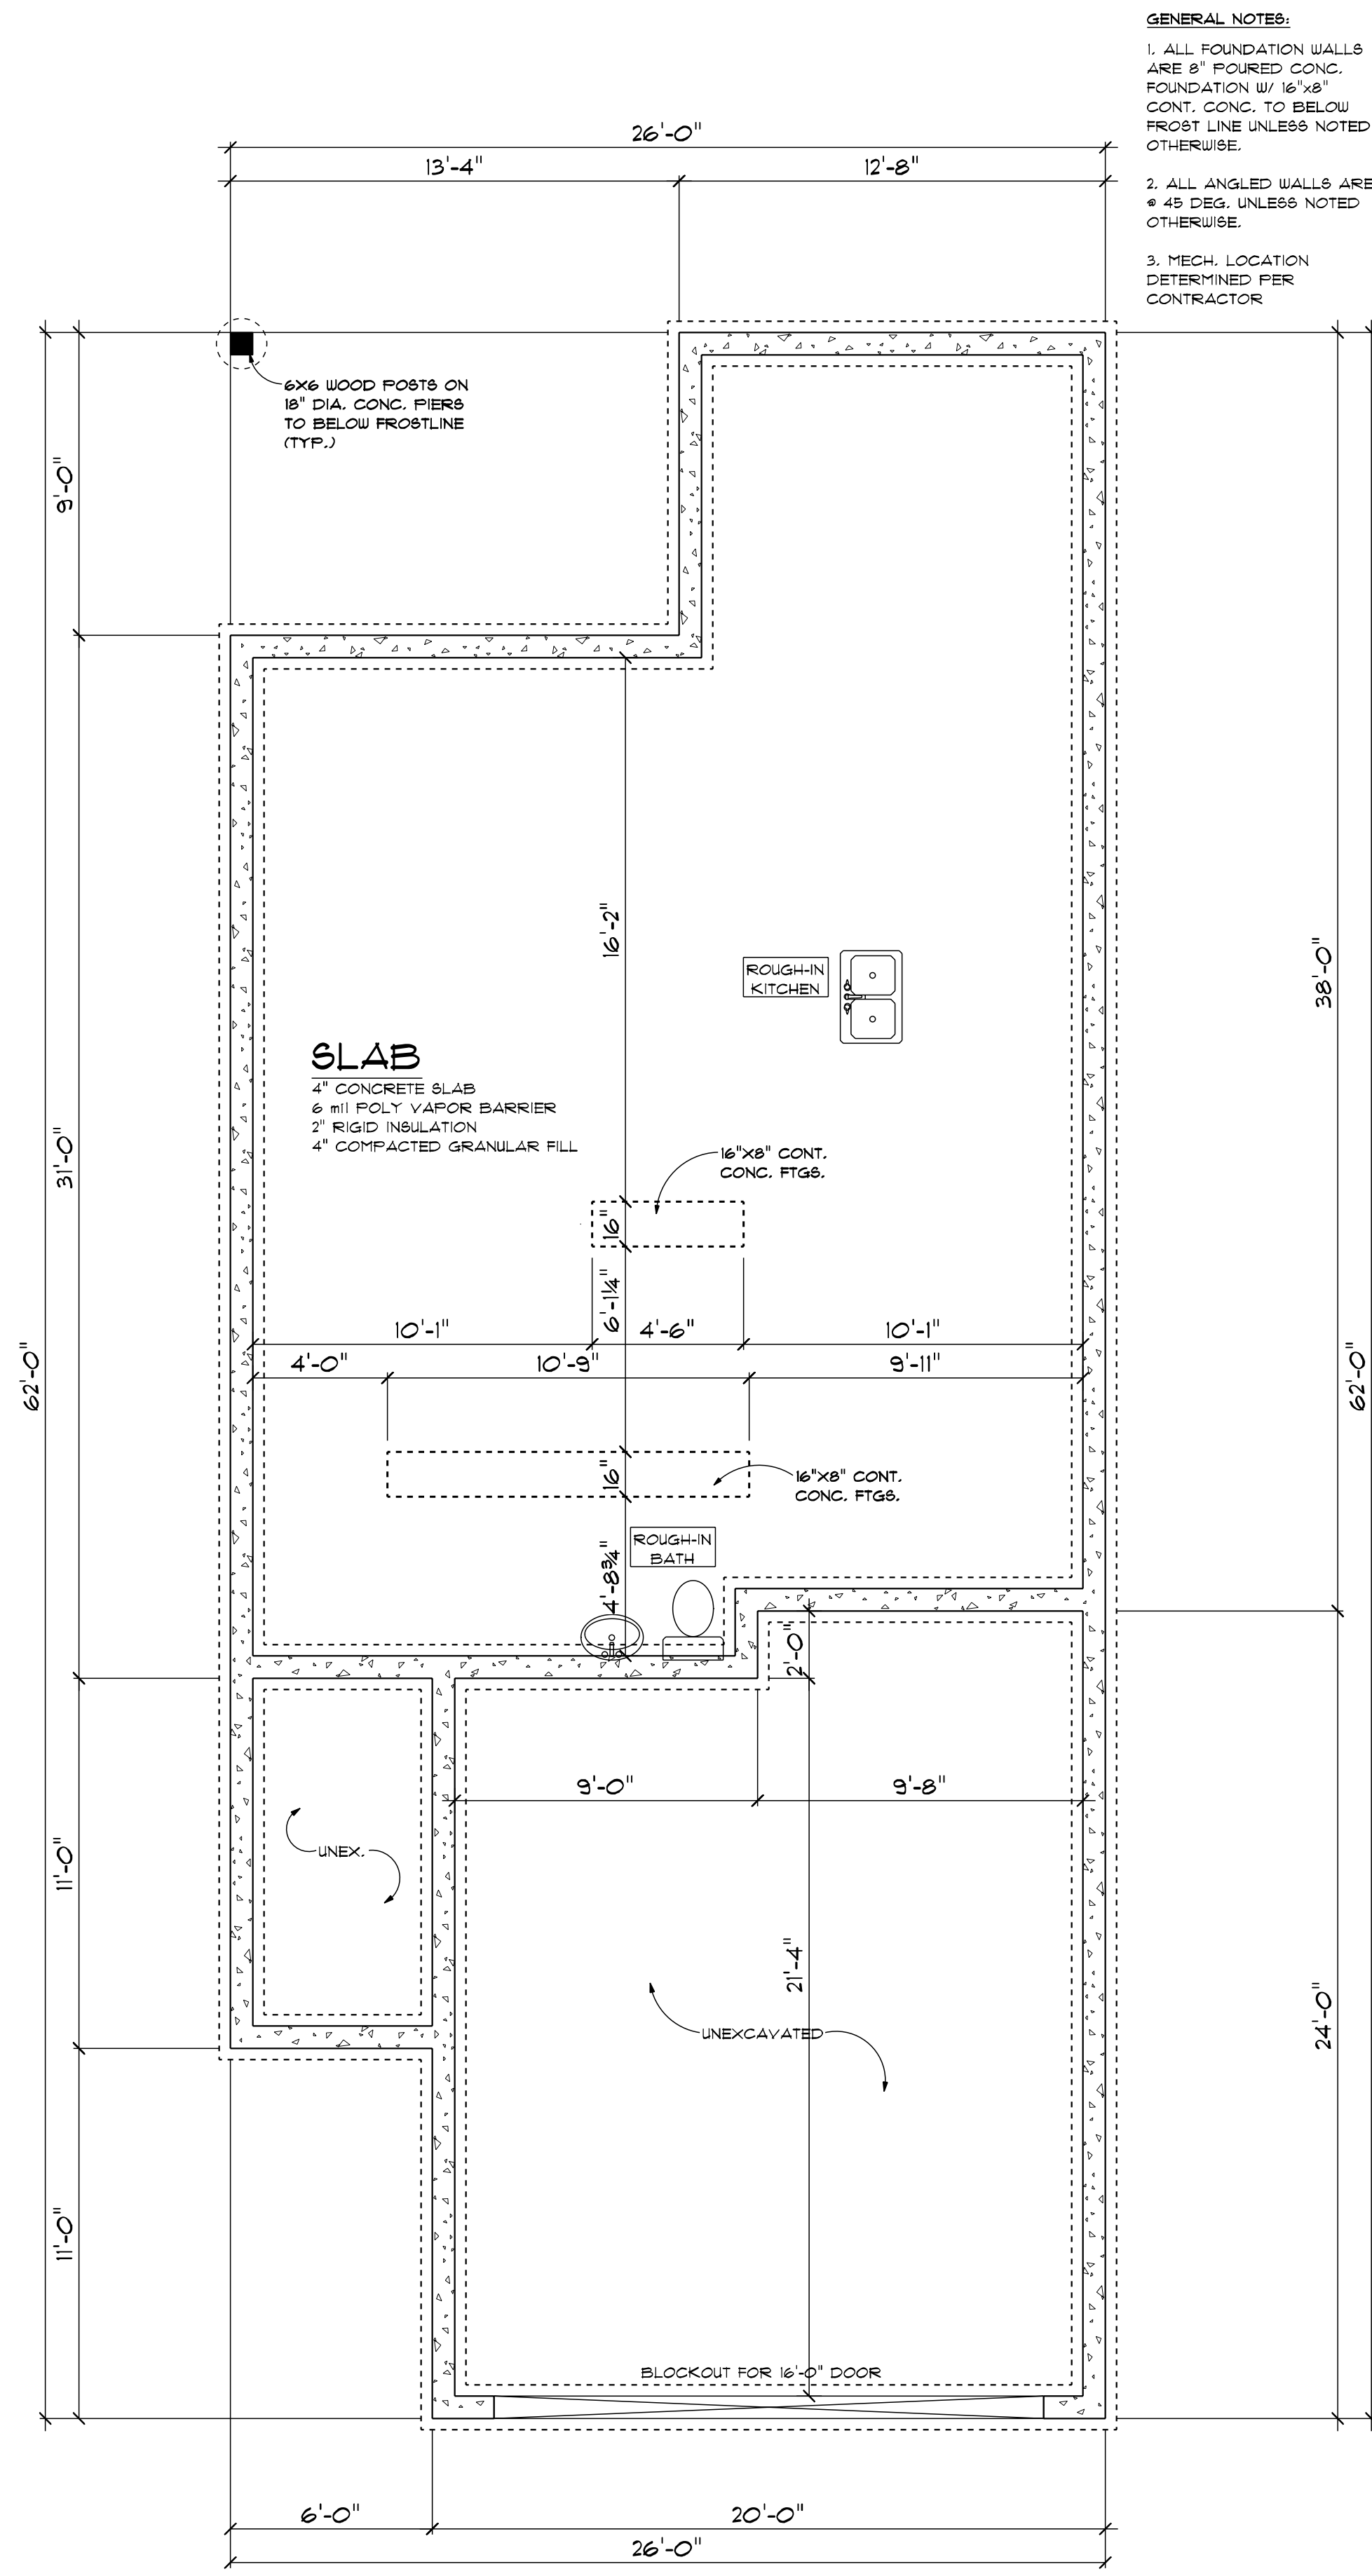 GENERAL NOTES:
1. ALL FOUNDATION WALLS
ARE 8" POURED CONC.
FOUNDATION W/ 16"x8"
CONT. CONC. TO BELOW
FROST LINE UNLESS NOTED
OTHERWISE.
2. ALL ANGLED WALLS ARE
@ 45 DEG. UNLESS NOTED
OTHERWISE.
3. MECH. LOCATION
DETERMINED PER
CONTRACTOR
26'-0"
13'-4"
12'-8"
6X6 WOOD POSTS ON
18" DIA. CONC. PIERS
TO BELOW FROSTLINE
(TYP.)
9'-0"
16'-2"
ROUGH-IN
KITCHEN
38'-0"
SLAB
4" CONCRETE SLAB
6 mil POLY VAPOR BARRIER
2" RIGID INSULATION
4" COMPACTED GRANULAR FILL
31'-0"
16"X8" CONT.
CONC. FTGS.
16"
6'-1¼"
10'-1"
4'-6"
10'-1"
4'-0"
10'-9"
9'-11"
62'-0"
62'-0"
16"
16"X8" CONT.
CONC. FTGS.
ROUGH-IN
BATH
4'-8¾"
2'-0"
9'-0"
9'-8"
UNEX.
11'-0"
21'-4"
UNEXCAVATED
24'-0"
11'-0"
BLOCKOUT FOR 16'-0" DOOR
6'-0"
20'-0"
26'-0"